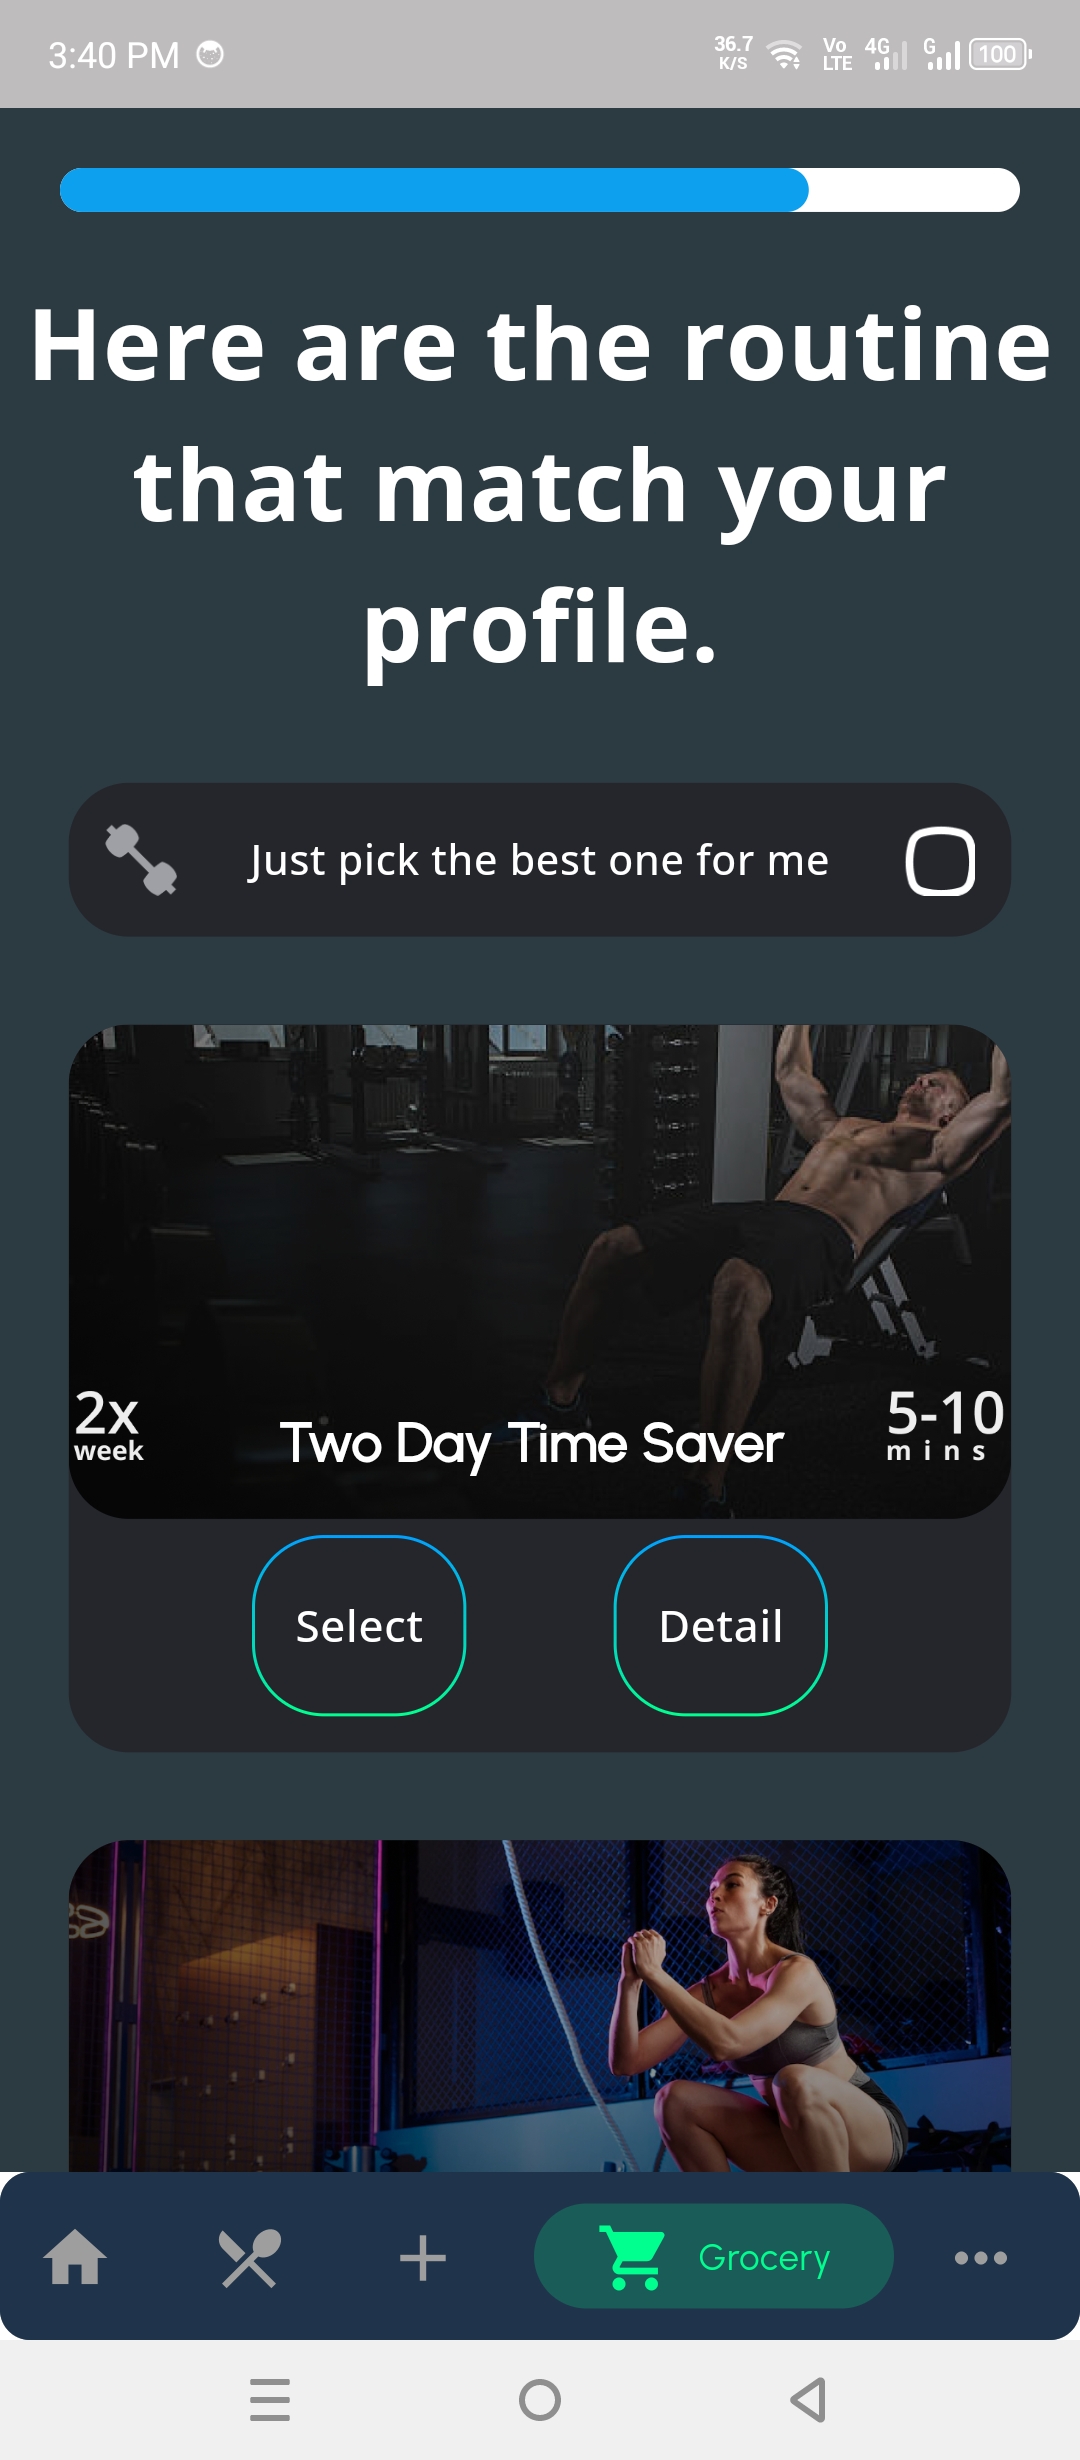 3:40 PM
36.7
K/S
Vo
LTE
4G
G
100
Here are the routine
that match your
profile.
Just pick the best one for me
2x
week
Two Day Time Saver
5-10
mins
Select
Detail
Grocery